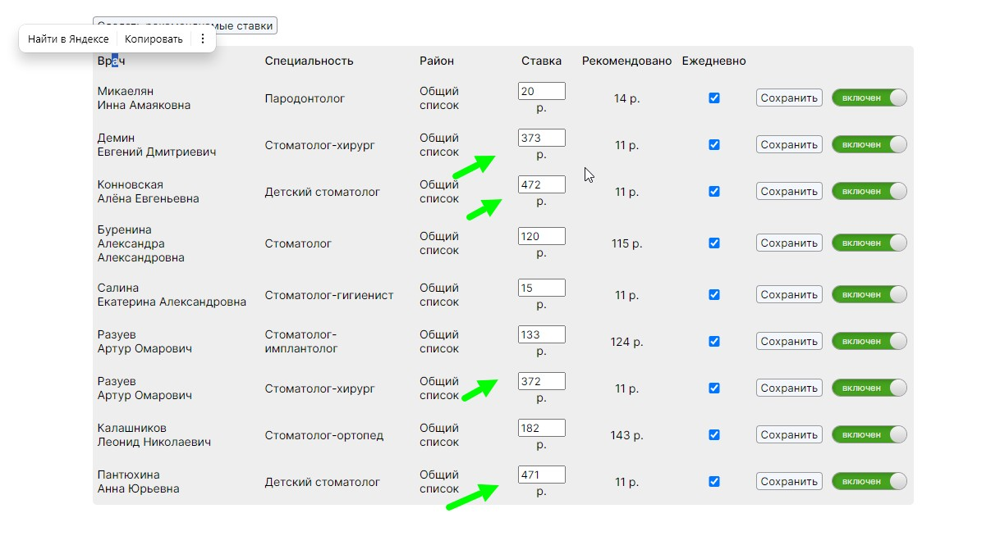 мые ставки
Найти в Яндексе Копировать
Врач Специальность Район Ставка Рекомендовано Ежедневно
Микаелян
Инна Амаяковна
Пародонтолог
Общий
список
20
р.
14 р.
Сохранить
включен
Демин
Евгений Дмитриевич
Стоматолог-хирург
Общий
список
373
р.
11 р.
Сохранить
включен
Конновская
Алёна Евгеньевна
Детский стоматолог
Общий
список
472
р.
11 р.
Сохранить
включен
Буренина
Александра
Александровна
Стоматолог
Общий
список
120
р.
115 р.
Сохранить
включен
Салина
Екатерина Александровна
Стоматолог-гигиенист
Общий
список
15
р.
11 р.
Сохранить
включен
Разуев
Артур Омарович
Стоматолог-
имплантолог
Общий
список
133
р.
124 р.
Сохранить
включен
Разуев
Артур Омарович
Стоматолог-хирург
Общий
список
372
р.
11 р.
Сохранить
включен
Калашников
Леонид Николаевич
Стоматолог-ортопед
Общий
список
182
р.
143 р.
Сохранить
включен
Пантюхина
Анна Юрьевна
Детский стоматолог
Общий
список
471
р.
11 р.
Сохранить
включен